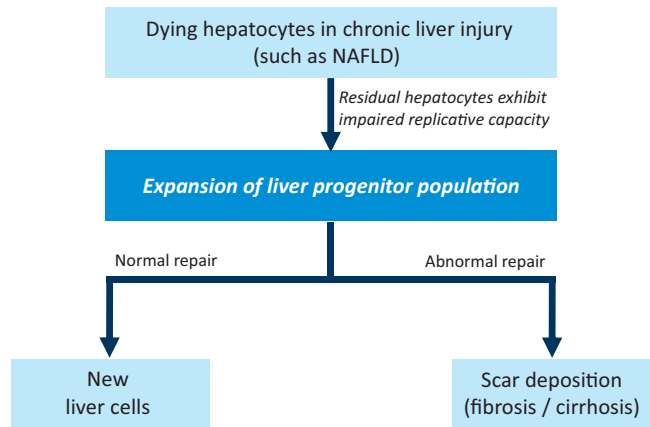 Dying hepatocytes in chronic liver injury
(such as NAFLD)
Residual hepatocytes exhibit
impaired replicative capacity
Expansion of liver progenitor population
Normal repair
Abnormal repair
New
liver cells
Scar deposition
(fibrosis / cirrhosis)